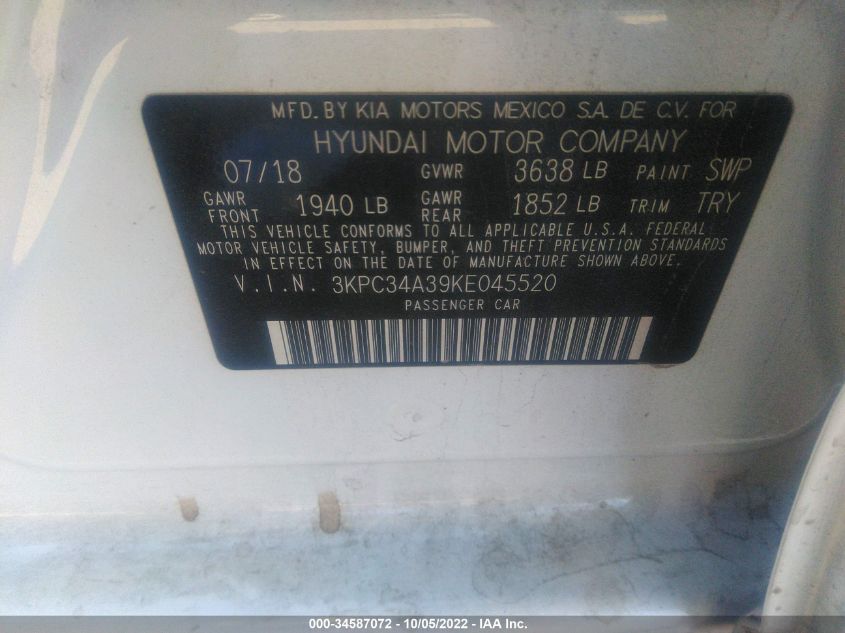 MFD. BY KIA MOTORS MEXICO S.A. DE C.V. FOR
HYUNDAI MOTOR COMPANY
07/18 GVWR 3638 LB PAINT SWP
GAWR FRONT 1940 LB GAWR REAR 1852 LB TRIM TRY
THIS VEHICLE CONFORMS TO ALL APPLICABLE U.S.A. FEDERAL
MOTOR VEHICLE SAFETY, BUMPER, AND THEFT PREVENTION STANDARDS
IN EFFECT ON THE DATE OF MANUFACTURE SHOWN ABOVE.
V.I.N. 3KPC34A39KE045520
PASSENGER CAR
000-34587072 - 10/05/2022 - IAA Inc.